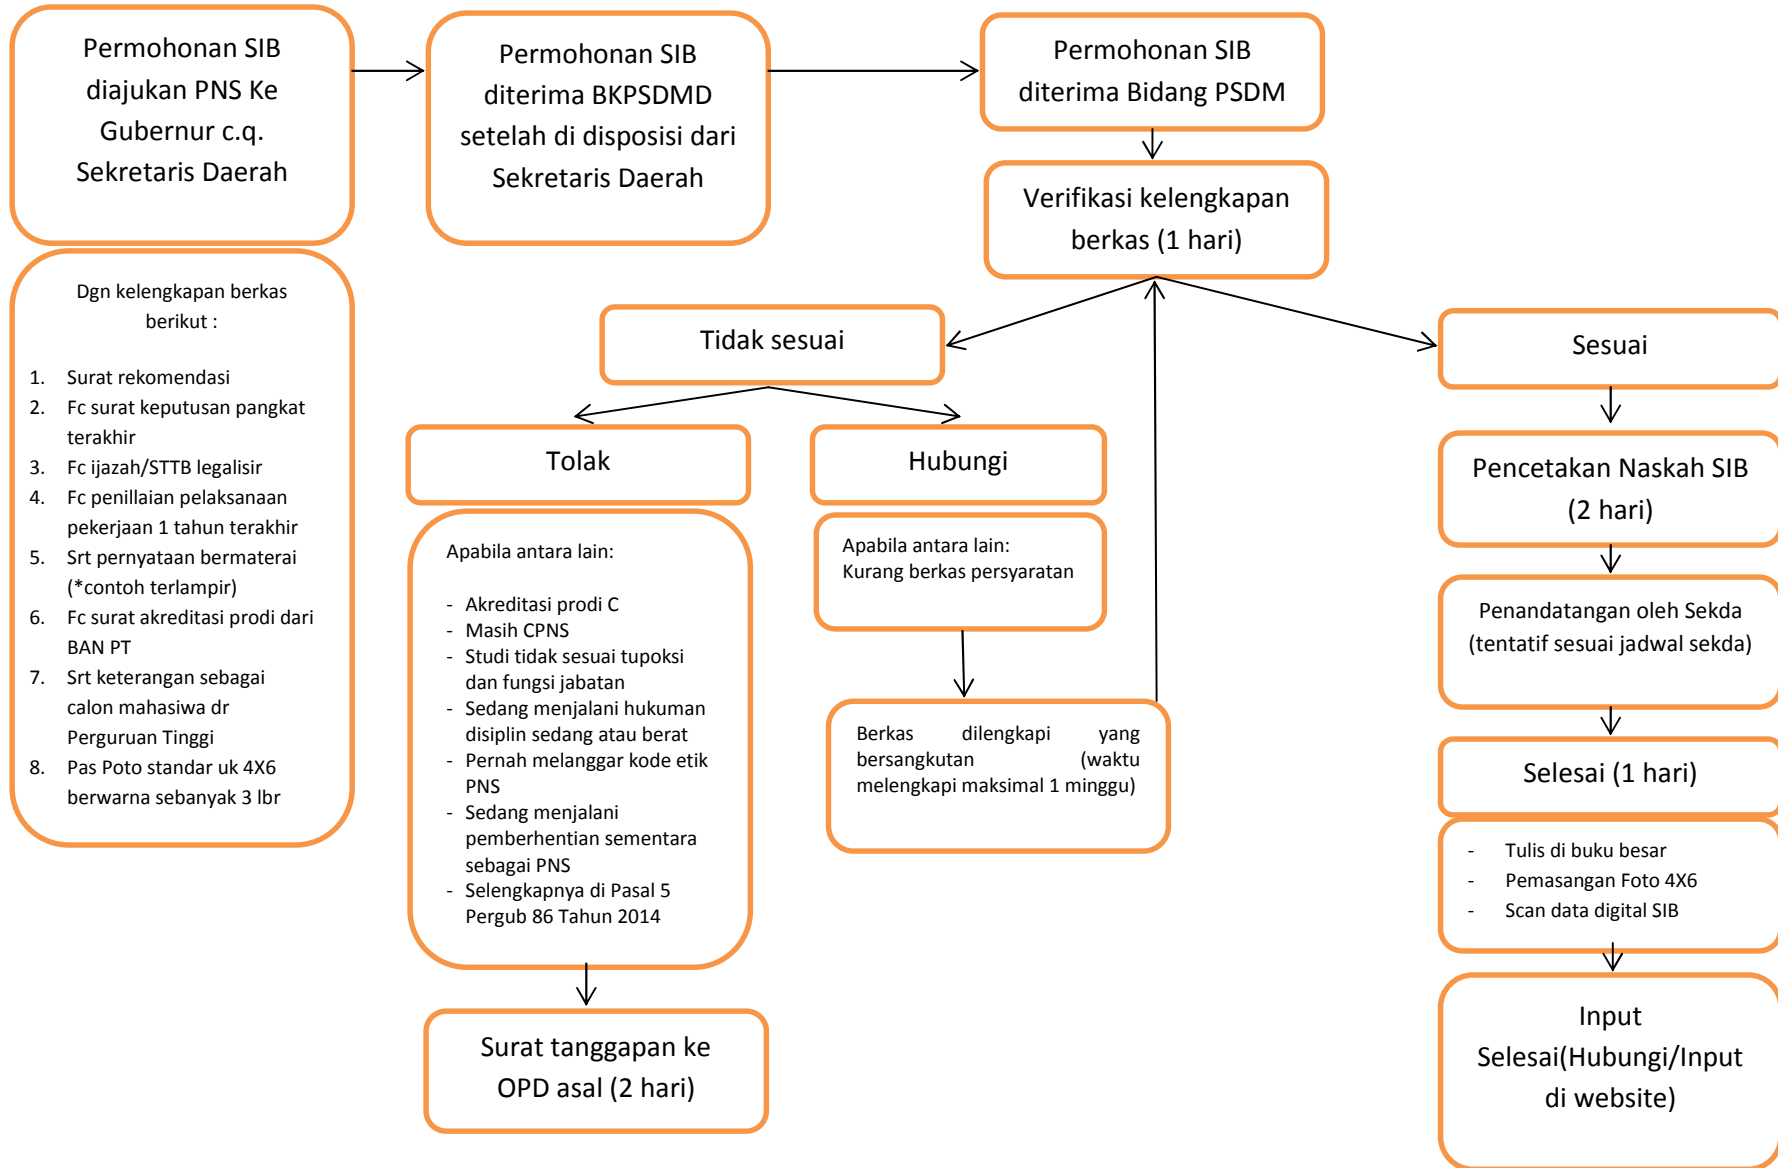 Permohonan SIB
diajukan PNS Ke
Gubernur c.q.
Sekretaris Daerah
Permohonan SIB
diterima BKPSDMD
setelah di disposisi dari
Sekretaris Daerah
Permohonan SIB
diterima Bidang PSDM
Verifikasi kelengkapan
berkas (1 hari)
Dgn kelengkapan berkas
berikut :
1. Surat rekomendasi
2. Fc surat keputusan pangkat
terakhir
3. Fc ijazah/STTB legalisir
4. Fc penillaian pelaksanaan
pekerjaan 1 tahun terakhir
5. Srt pernyataan bermaterai
(*contoh terlampir)
6. Fc surat akreditasi prodi dari
BAN PT
7. Srt keterangan sebagai
calon mahasiwa dr
Perguruan Tinggi
8. Pas Poto standar uk 4X6
berwarna sebanyak 3 lbr
Tidak sesuai
Tolak
Apabila antara lain:
- Akreditasi prodi C
- Masih CPNS
- Studi tidak sesuai tupoksi
dan fungsi jabatan
- Sedang menjalani hukuman
disiplin sedang atau berat
- Pernah melanggar kode etik
PNS
- Sedang menjalani
pemberhentian sementara
sebagai PNS
- Selengkapnya di Pasal 5
Pergub 86 Tahun 2014
Surat tanggapan ke
OPD asal (2 hari)
Hubungi
Apabila antara lain:
Kurang berkas persyaratan
Berkas dilengkapi yang
bersangkutan (waktu
melengkapi maksimal 1 minggu)
Sesuai
Pencetakan Naskah SIB
(2 hari)
Penandatangan oleh Sekda
(tentatif sesuai jadwal sekda)
Selesai (1 hari)
- Tulis di buku besar
- Pemasangan Foto 4X6
- Scan data digital SIB
Input
Selesai(Hubungi/Input
di website)